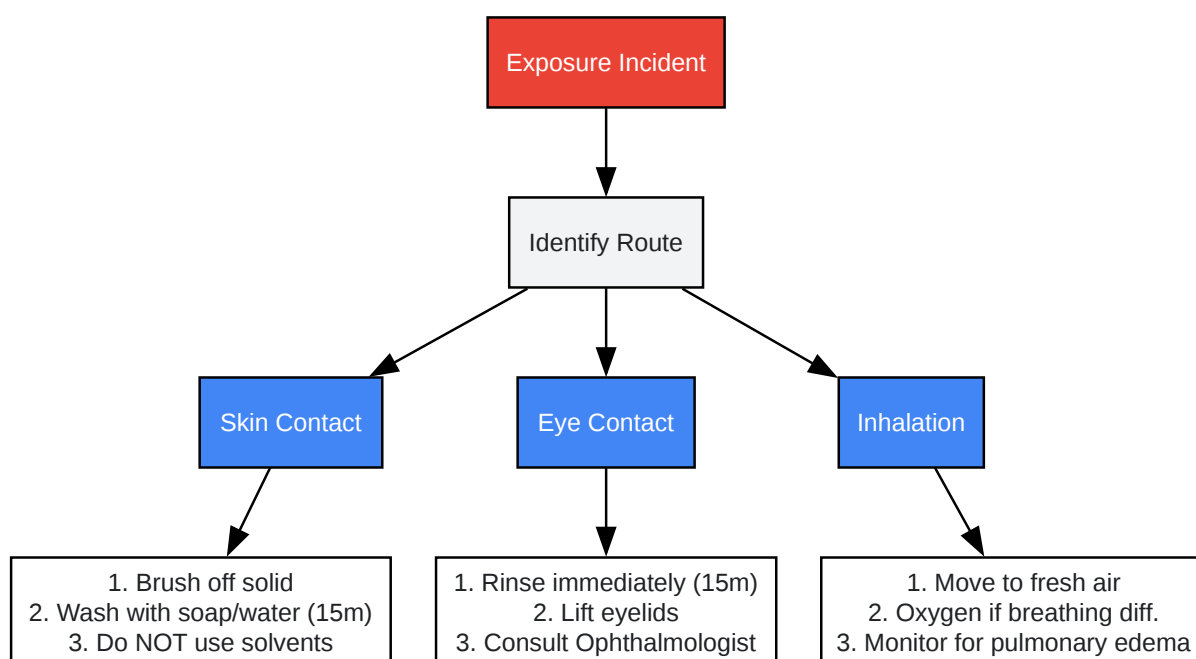 Exposure Incident
Identify Route
Skin Contact
Eye Contact
Inhalation
1. Brush off solid
2. Wash with soap/water (15m)
3. Do NOT use solvents
1. Rinse immediately (15m)
2. Lift eyelids
3. Consult Ophthalmologist
1. Move to fresh air
2. Oxygen if breathing diff.
3. Monitor for pulmonary edema